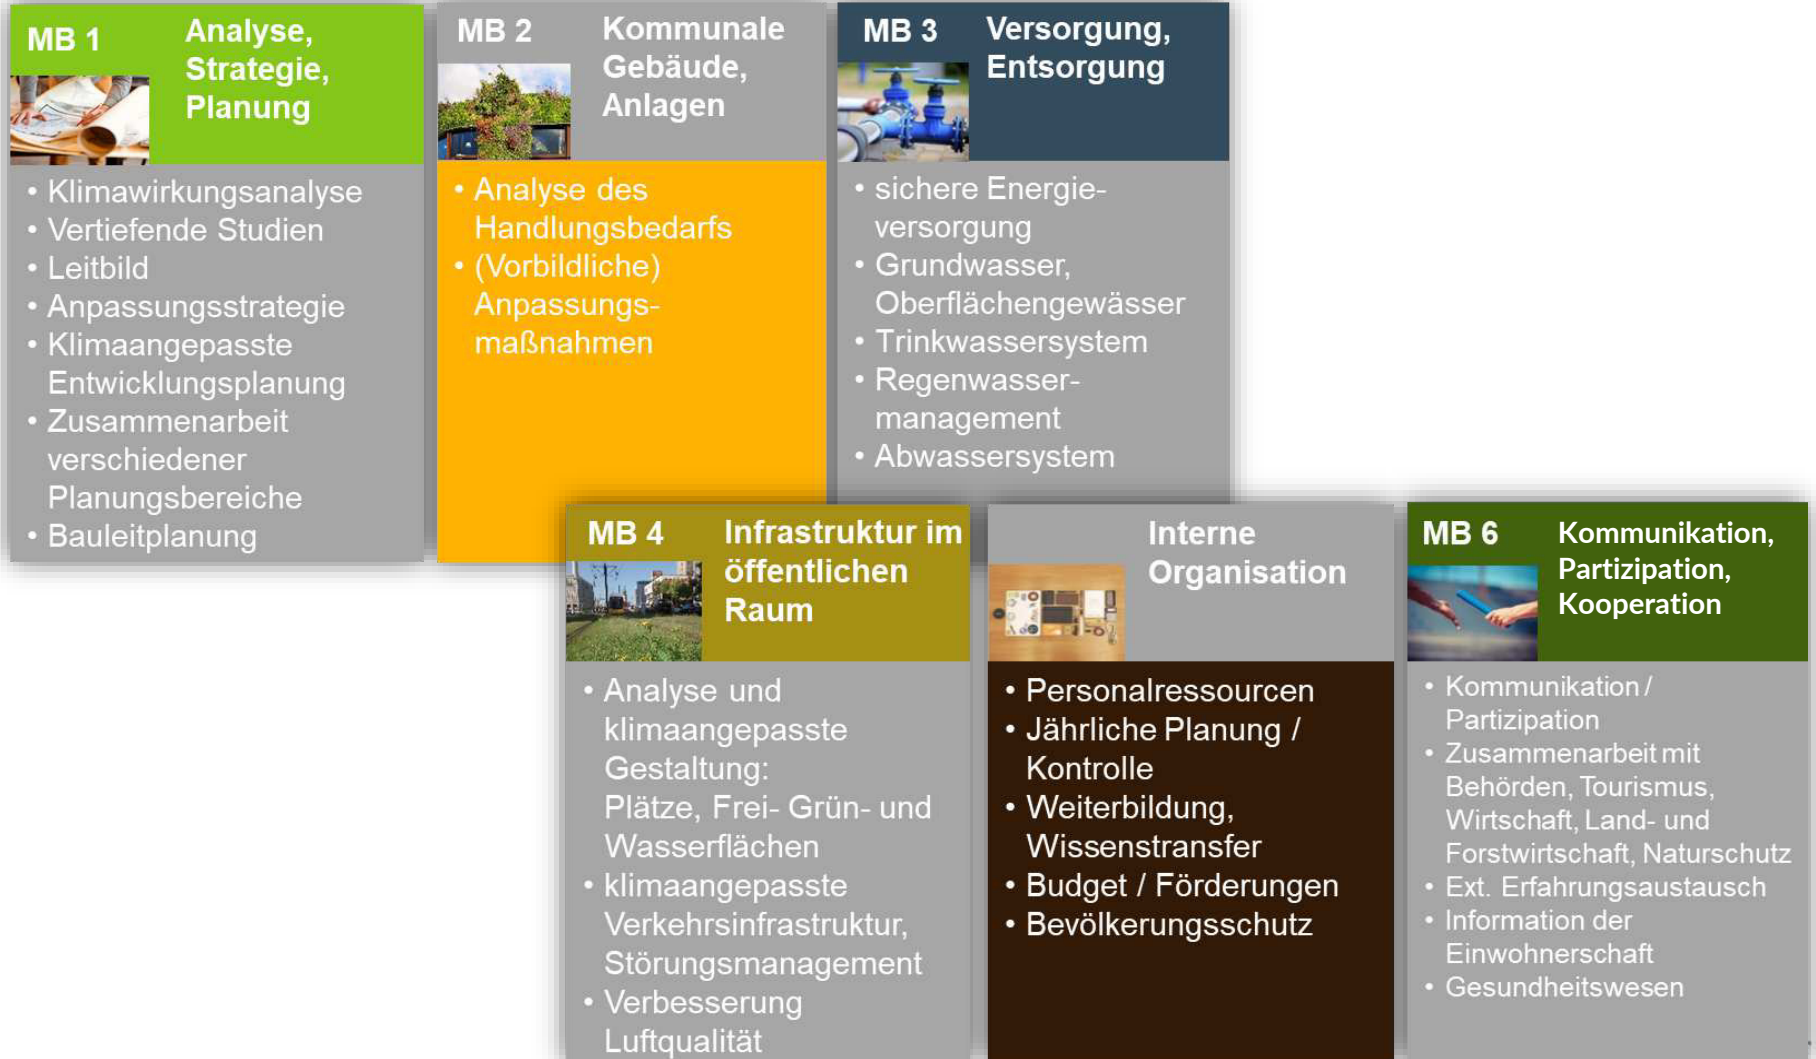 MB 1
Analyse,
Strategie,
Planung
• Klimawirkungsanalyse
• Vertiefende Studien
• Leitbild
• Anpassungsstrategie
• Klimaangepasste
Entwicklungsplanung
• Zusammenarbeit
verschiedener
Planungsbereiche
• Bauleitplanung
MB 2
Kommunale
Gebäude,
Anlagen
• Analyse des
Handlungsbedarfs
• (Vorbildliche)
Anpassungs-
maßnahmen
MB 3
Versorgung,
Entsorgung
• sichere Energie-
versorgung
• Grundwasser,
Oberflächengewässer
• Trinkwassersystem
• Regenwasser-
management
• Abwassersystem
MB 4
Infrastruktur im
öffentlichen
Raum
• Analyse und
klimaangepasste
Gestaltung:
Plätze, Frei- Grün- und
Wasserflächen
• klimaangepasste
Verkehrsinfrastruktur,
Störungsmanagement
• Verbesserung
Luftqualität
Interne
Organisation
• Personalressourcen
• Jährliche Planung /
Kontrolle
• Weiterbildung,
Wissenstransfer
• Budget / Förderungen
• Bevölkerungsschutz
MB 6
Kommunikation,
Partizipation,
Kooperation
• Kommunikation /
Partizipation
• Zusammenarbeit mit
Behörden, Tourismus,
Wirtschaft, Land- und
Forstwirtschaft, Naturschutz
• Ext. Erfahrungsaustausch
• Information der
Einwohnerschaft
• Gesundheitswesen